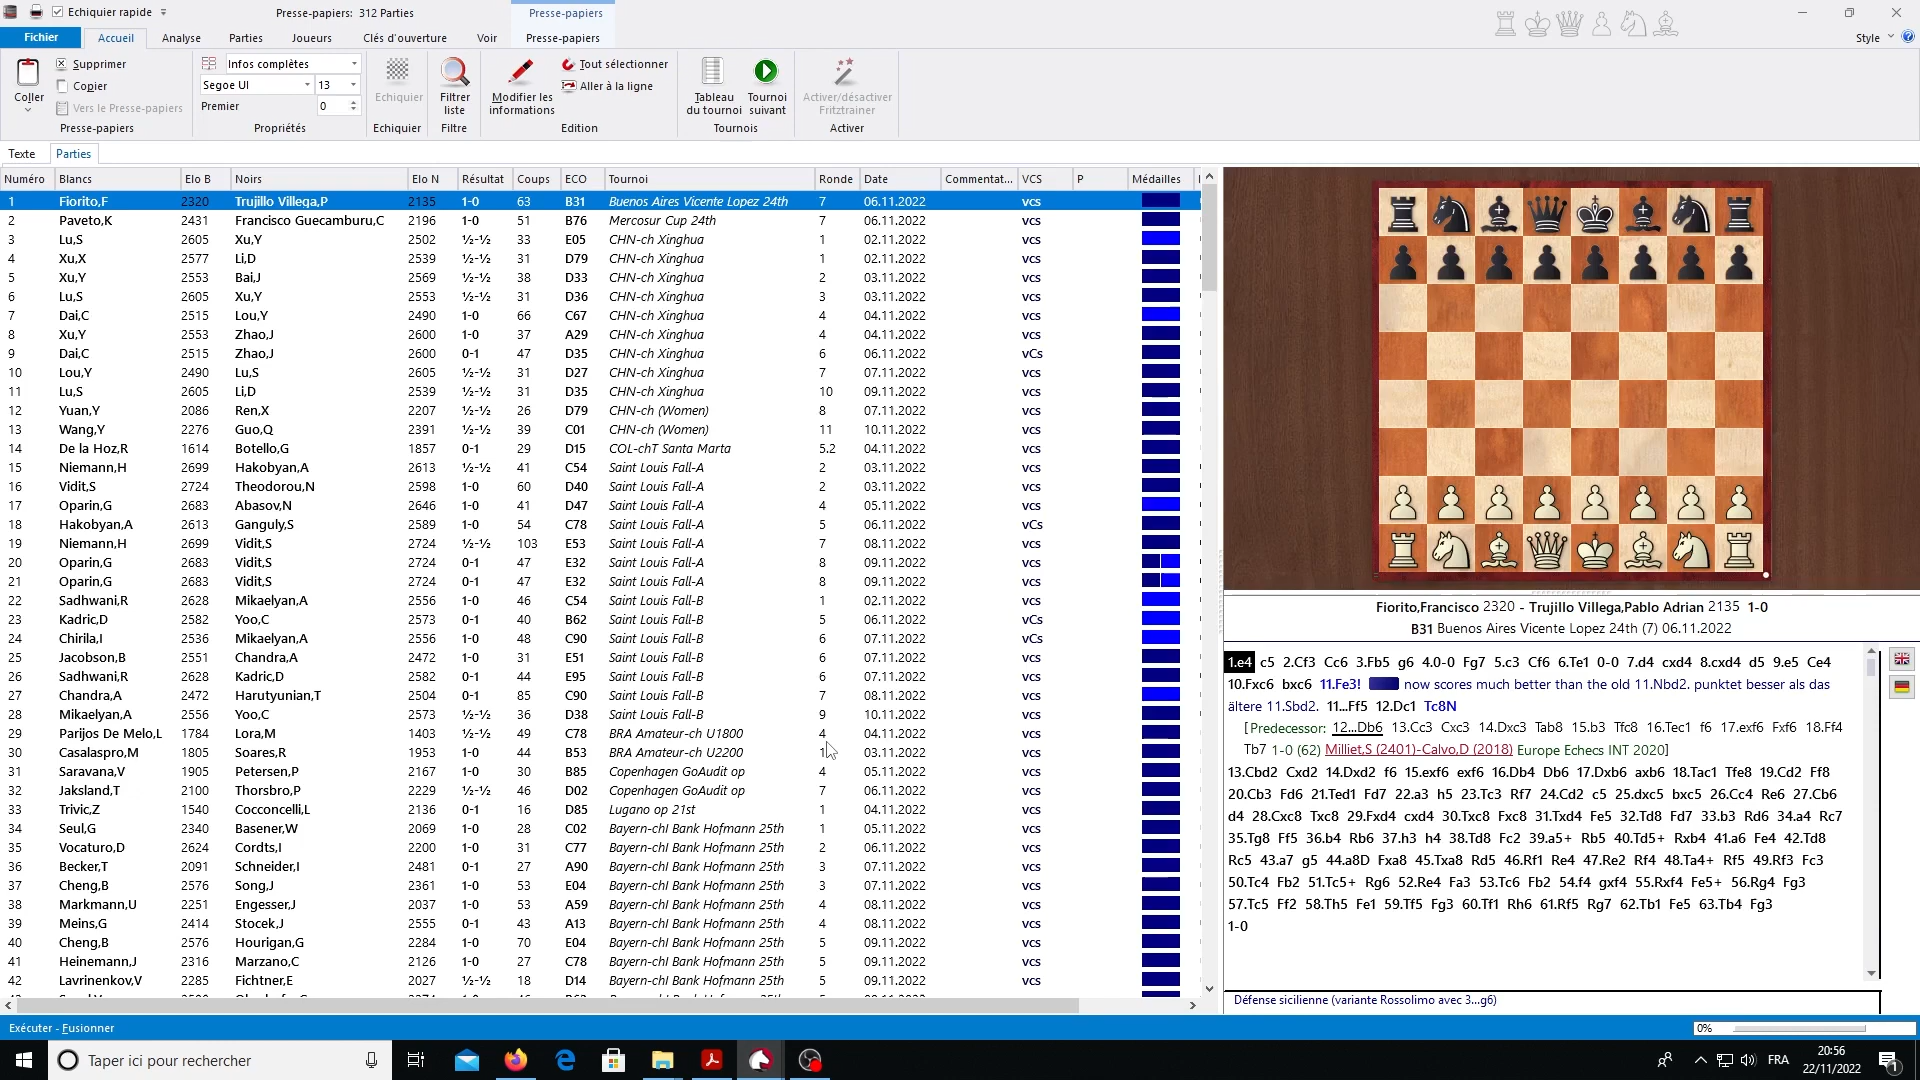 Echiquier rapide
Presse-papiers: 312 Parties
Presse-papiers
Fichier
Accueil
Analyse
Parties
Joueurs
Clés d'ouverture
Voir
Presse-papiers
Style
Coller
Supprimer
Copier
Vers le Presse-papiers
Presse-papiers
Infos complètes
Segoe UI 13
Premier 0
Propriétés
Echiquier
Echiquier
Filtrer liste
Filtre
Modifier les informations
Tout sélectionner
Aller à la ligne
Edition
Tableau du tournoi
Tournoi suivant
Tournois
Activer/désactiver Fritztrainer
Activer
Texte Parties
Numéro Blancs Elo B Noirs Elo N Résultat Coups ECO Tournoi Ronde Date Commentat... VCS P Médailles
1 Fiorito,F 2320 Trujillo Villega,P 2135 1-0 63 B31 Buenos Aires Vicente Lopez 24th 7 06.11.2022 vcs
2 Paveto,K 2431 Francisco Guecamburu,C 2196 1-0 51 B76 Mercosur Cup 24th 7 06.11.2022 vcs
3 Lu,S 2605 Xu,Y 2502 ½-½ 33 E05 CHN-ch Xinghua 1 02.11.2022 vcs
4 Xu,X 2577 Li,D 2539 ½-½ 31 D79 CHN-ch Xinghua 1 02.11.2022 vcs
5 Xu,Y 2553 Bai,J 2569 ½-½ 38 D33 CHN-ch Xinghua 2 03.11.2022 vcs
6 Lu,S 2605 Xu,Y 2553 ½-½ 31 D36 CHN-ch Xinghua 3 03.11.2022 vcs
7 Dai,C 2515 Lou,Y 2490 1-0 66 C67 CHN-ch Xinghua 4 04.11.2022 vcs
8 Xu,Y 2553 Zhao,J 2600 1-0 37 A29 CHN-ch Xinghua 4 04.11.2022 vcs
9 Dai,C 2515 Zhao,J 2600 0-1 47 D35 CHN-ch Xinghua 6 06.11.2022 vCs
10 Lou,Y 2490 Lu,S 2605 ½-½ 31 D27 CHN-ch Xinghua 7 07.11.2022 vcs
11 Lu,S 2605 Li,D 2539 ½-½ 31 D35 CHN-ch Xinghua 10 09.11.2022 vcs
12 Yuan,Y 2086 Ren,X 2207 ½-½ 26 D79 CHN-ch (Women) 8 07.11.2022 vcs
13 Wang,Y 2276 Guo,Q 2391 ½-½ 39 C01 CHN-ch (Women) 11 10.11.2022 vcs
14 De la Hoz,R 1614 Botello,G 1857 0-1 29 D15 COL-chT Santa Marta 5.2 04.11.2022 vcs
15 Niemann,H 2699 Hakobyan,A 2613 ½-½ 41 C54 Saint Louis Fall-A 2 03.11.2022 vcs
16 Vidit,S 2724 Theodorou,N 2598 1-0 60 D40 Saint Louis Fall-A 2 03.11.2022 vcs
17 Oparin,G 2683 Abasov,N 2646 1-0 41 D47 Saint Louis Fall-A 4 05.11.2022 vcs
18 Hakobyan,A 2613 Ganguly,S 2589 1-0 54 C78 Saint Louis Fall-A 5 06.11.2022 vCs
19 Niemann,H 2699 Vidit,S 2724 ½-½ 103 E53 Saint Louis Fall-A 7 08.11.2022 vcs
20 Oparin,G 2683 Vidit,S 2724 0-1 47 E32 Saint Louis Fall-A 8 09.11.2022 vcs
21 Oparin,G 2683 Vidit,S 2724 0-1 47 E32 Saint Louis Fall-A 8 09.11.2022 vcs
22 Sadhwani,R 2628 Mikaelyan,A 2556 1-0 46 C54 Saint Louis Fall-B 1 02.11.2022 vcs
23 Kadric,D 2582 Yoo,C 2573 0-1 40 B62 Saint Louis Fall-B 5 06.11.2022 vCs
24 Chirila,I 2536 Mikaelyan,A 2556 1-0 48 C90 Saint Louis Fall-B 6 07.11.2022 vCs
25 Jacobson,B 2551 Chandra,A 2472 1-0 31 E51 Saint Louis Fall-B 6 07.11.2022 vcs
26 Sadhwani,R 2628 Kadric,D 2582 0-1 44 E95 Saint Louis Fall-B 6 07.11.2022 vcs
27 Chandra,A 2472 Harutyunian,T 2504 0-1 85 C90 Saint Louis Fall-B 7 08.11.2022 vcs
28 Mikaelyan,A 2556 Yoo,C 2573 ½-½ 36 D38 Saint Louis Fall-B 9 10.11.2022 vcs
29 Parijos De Melo,L 1784 Lora,M 1403 ½-½ 49 C78 BRA Amateur-ch U1800 4 04.11.2022 vcs
30 Casalaspro,M 1805 Soares,R 1953 1-0 44 B53 BRA Amateur-ch U2200 1 03.11.2022 vcs
31 Saravana,V 1905 Petersen,P 2167 1-0 30 B85 Copenhagen GoAudit op 4 05.11.2022 vcs
32 Jaksland,T 2100 Thorsbro,P 2229 ½-½ 46 D02 Copenhagen GoAudit op 7 06.11.2022 vcs
33 Trivic,Z 1540 Cocconcelli,L 2136 0-1 16 D85 Lugano op 21st 1 04.11.2022 vcs
34 Seul,G 2340 Basener,W 2069 1-0 28 C02 Bayern-chI Bank Hofmann 25th 1 05.11.2022 vcs
35 Vocaturo,D 2624 Cordts,I 2200 1-0 31 C77 Bayern-chI Bank Hofmann 25th 2 06.11.2022 vcs
36 Becker,T 2091 Schneider,I 2481 0-1 27 A90 Bayern-chI Bank Hofmann 25th 3 07.11.2022 vcs
37 Cheng,B 2576 Song,J 2361 1-0 53 E04 Bayern-chI Bank Hofmann 25th 3 07.11.2022 vcs
38 Markmann,U 2251 Engesser,J 2037 1-0 53 A59 Bayern-chI Bank Hofmann 25th 4 08.11.2022 vcs
39 Meins,G 2414 Stocek,J 2555 0-1 43 A13 Bayern-chI Bank Hofmann 25th 4 08.11.2022 vcs
40 Cheng,B 2576 Hourigan,G 2284 1-0 70 E04 Bayern-chI Bank Hofmann 25th 5 09.11.2022 vcs
41 Heinemann,J 2316 Marzano,C 2126 1-0 27 C78 Bayern-chI Bank Hofmann 25th 5 09.11.2022 vcs
42 Lavrinenkov,V 2285 Fichtner,E 2027 ½-½ 18 D14 Bayern-chI Bank Hofmann 25th 5 09.11.2022 vcs
Fiorito,Francisco 2320 - Trujillo Villega,Pablo Adrian 2135 1-0
B31 Buenos Aires Vicente Lopez 24th (7) 06.11.2022
1.e4 c5 2.Cf3 Cc6 3.Fb5 g6 4.0-0 Fg7 5.c3 Cf6 6.Te1 0-0 7.d4 cxd4 8.cxd4 d5 9.e5 Ce4
10.Fxc6 bxc6 11.Fe3! now scores much better than the old 11.Nbd2. punktet besser als das
ältere 11.Sbd2. 11...Ff5 12.Dc1 Tc8N
[Predecessor: 12...Db6 13.Cc3 Cxc3 14.Dxc3 Tab8 15.b3 Tfc8 16.Tec1 f6 17.exf6 Fxf6 18.Ff4
Tb7 1-0 (62) Milliet,S (2401)-Calvo,D (2018) Europe Echecs INT 2020]
13.Cbd2 Cxd2 14.Dxd2 f6 15.exf6 exf6 16.Db4 Db6 17.Dxb6 axb6 18.Tac1 Tfe8 19.Cd2 Ff8
20.Cb3 Fd6 21.Ted1 Fd7 22.a3 h5 23.Tc3 Rf7 24.Cd2 c5 25.dxc5 bxc5 26.Cc4 Re6 27.Cb6
d4 28.Cxc8 Txc8 29.Fxd4 cxd4 30.Txc8 Fxc8 31.Txd4 Fe5 32.Td8 Fd7 33.b3 Rd6 34.a4 Rc7
35.Tg8 Ff5 36.b4 Rb6 37.h3 h4 38.Td8 Fc2 39.a5+ Rb5 40.Td5+ Rxb4 41.a6 Fe4 42.Td8
Rc5 43.a7 g5 44.a8D Fxa8 45.Txa8 Rd5 46.Rf1 Re4 47.Re2 Rf4 48.Ta4+ Rf5 49.Rf3 Fc3
50.Tc4 Fb2 51.Tc5+ Rg6 52.Re4 Fa3 53.Tc6 Fb2 54.f4 gxf4 55.Rxf4 Fe5+ 56.Rg4 Fg3
57.Tc5 Ff2 58.Th5 Fe1 59.Tf5 Fg3 60.Tf1 Rh6 61.Rf5 Rg7 62.Tb1 Fe5 63.Tb4 Fg3
1-0
Défense sicilienne (variante Rossolimo avec 3...g6)
Exécuter - Fusionner
0%
Taper ici pour rechercher
FRA
20:56
22/11/2022
1